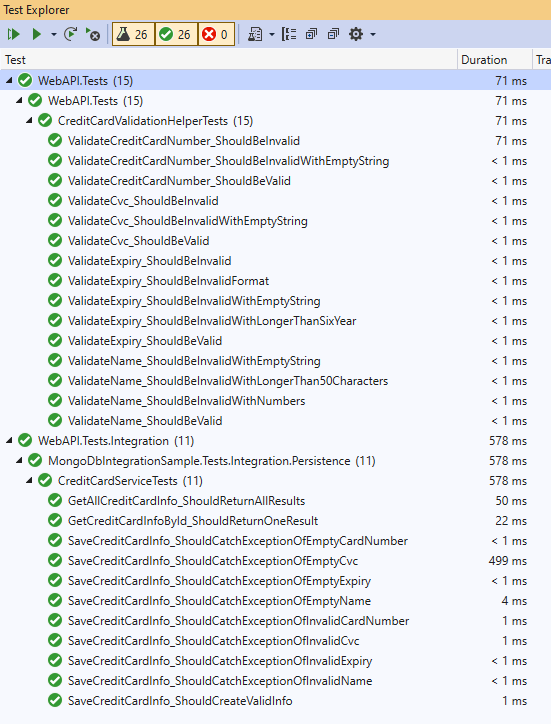 Test Explorer
26 26 0
Test Duration Tra
WebAPI.Tests (15) 71 ms
WebAPI.Tests (15) 71 ms
CreditCardValidationHelperTests (15) 71 ms
ValidateCreditCardNumber_ShouldBeInvalid 71 ms
ValidateCreditCardNumber_ShouldBeInvalidWithEmptyString < 1 ms
ValidateCreditCardNumber_ShouldBeValid < 1 ms
ValidateCvc_ShouldBeInvalid < 1 ms
ValidateCvc_ShouldBeInvalidWithEmptyString < 1 ms
ValidateCvc_ShouldBeValid < 1 ms
ValidateExpiry_ShouldBeInvalid < 1 ms
ValidateExpiry_ShouldBeInvalidFormat < 1 ms
ValidateExpiry_ShouldBeInvalidWithEmptyString < 1 ms
ValidateExpiry_ShouldBeInvalidWithLongerThanSixYear < 1 ms
ValidateExpiry_ShouldBeValid < 1 ms
ValidateName_ShouldBeInvalidWithEmptyString < 1 ms
ValidateName_ShouldBeInvalidWithLongerThan50Characters < 1 ms
ValidateName_ShouldBeInvalidWithNumbers < 1 ms
ValidateName_ShouldBeValid < 1 ms
WebAPI.Tests.Integration (11) 578 ms
MongoDbIntegrationSample.Tests.Integration.Persistence (11) 578 ms
CreditCardServiceTests (11) 578 ms
GetAllCreditCardInfo_ShouldReturnAllResults 50 ms
GetCreditCardInfoById_ShouldReturnOneResult 22 ms
SaveCreditCardInfo_ShouldCatchExceptionOfEmptyCardNumber < 1 ms
SaveCreditCardInfo_ShouldCatchExceptionOfEmptyCvc 499 ms
SaveCreditCardInfo_ShouldCatchExceptionOfEmptyExpiry < 1 ms
SaveCreditCardInfo_ShouldCatchExceptionOfEmptyName 4 ms
SaveCreditCardInfo_ShouldCatchExceptionOfInvalidCardNumber 1 ms
SaveCreditCardInfo_ShouldCatchExceptionOfInvalidCvc 1 ms
SaveCreditCardInfo_ShouldCatchExceptionOfInvalidExpiry < 1 ms
SaveCreditCardInfo_ShouldCatchExceptionOfInvalidName < 1 ms
SaveCreditCardInfo_ShouldCreateValidInfo 1 ms